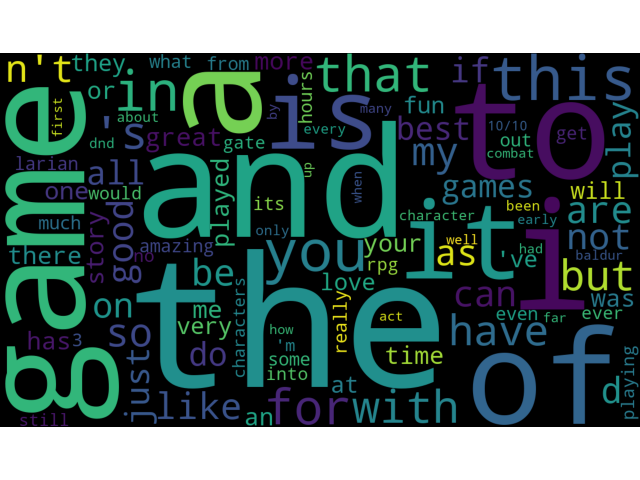 n't
they
what
from
more
that
if
this
or
in
a
is
hours
by
many
fun
first
about
dnd
's
great
gate
every
best
10/10
out
combat
to
get
play
game
larian
one
all
would
played
and
up
when
my
games
will
are
much
story
good
amazing
no
its
only
you
your
character
been
early
not
there
be
rpg
it
as
well
've
had
i
baldur
but
on
me
the
love
can
was
has
3
so
very
do
characters
how
'm
some
into
really
act
time
have
even
far
ever
of
d
playing
still
just
like
an
for
at
with